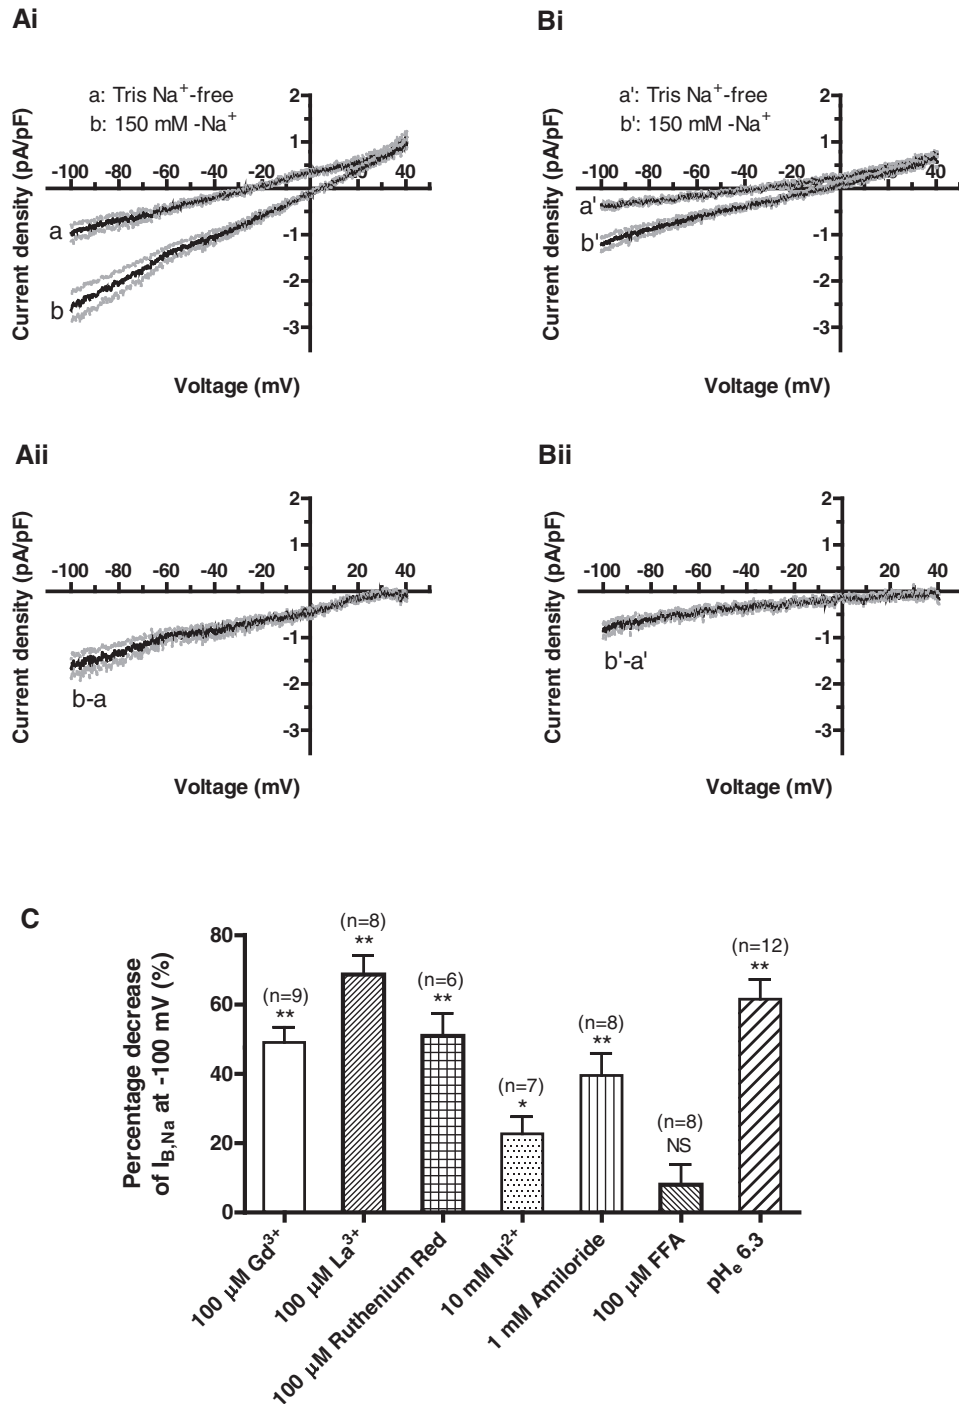 Ai
a: Tris Na⁺-free
b: 150 mM -Na⁺
Current density (pA/pF)
2
1
-1
-2
-3
-100 -80 -60 -40 -20 0 40
a
b
Voltage (mV)
Bi
a': Tris Na⁺-free
b': 150 mM -Na⁺
Current density (pA/pF)
2
1
-1
-2
-3
-100 -80 -60 -40 -20 0 40
a'
b'
Voltage (mV)
Aii
Current density (pA/pF)
2
1
-1
-2
-3
-100 -80 -60 -40 -20 0 20 40
b-a
Voltage (mV)
Bii
Current density (pA/pF)
2
1
-1
-2
-3
-100 -80 -60 -40 -20 0 20 40
b'-a'
Voltage (mV)
C
Percentage decrease
of I_B,Na at -100 mV (%)
80
60
40
20
0
(n=9)
**
(n=8)
**
(n=6)
**
(n=7)
*
(n=8)
**
(n=8)
NS
(n=12)
**
100 µM Gd³⁺
100 µM La³⁺
100 µM Ruthenium Red
10 mM Ni²⁺
1 mM Amiloride
100 µM FFA
pHₑ 6.3